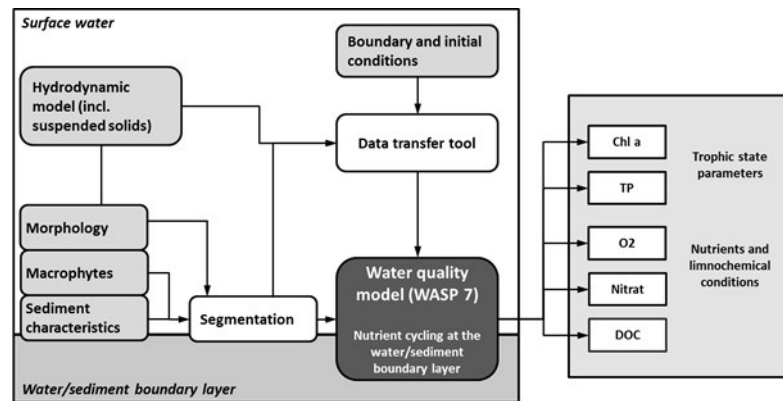 Surface water
Boundary and initial
conditions
Hydrodynamic
model (incl.
suspended solids)
Data transfer tool
Morphology
Macrophytes
Sediment
characteristics
Segmentation
Water quality
model (WASP 7)
Nutrient cycling at the
water/sediment
boundary layer
Water/sediment boundary layer
Chl a
TP
O2
Nitrat
DOC
Trophic state
parameters
Nutrients and
limnochemical
conditions